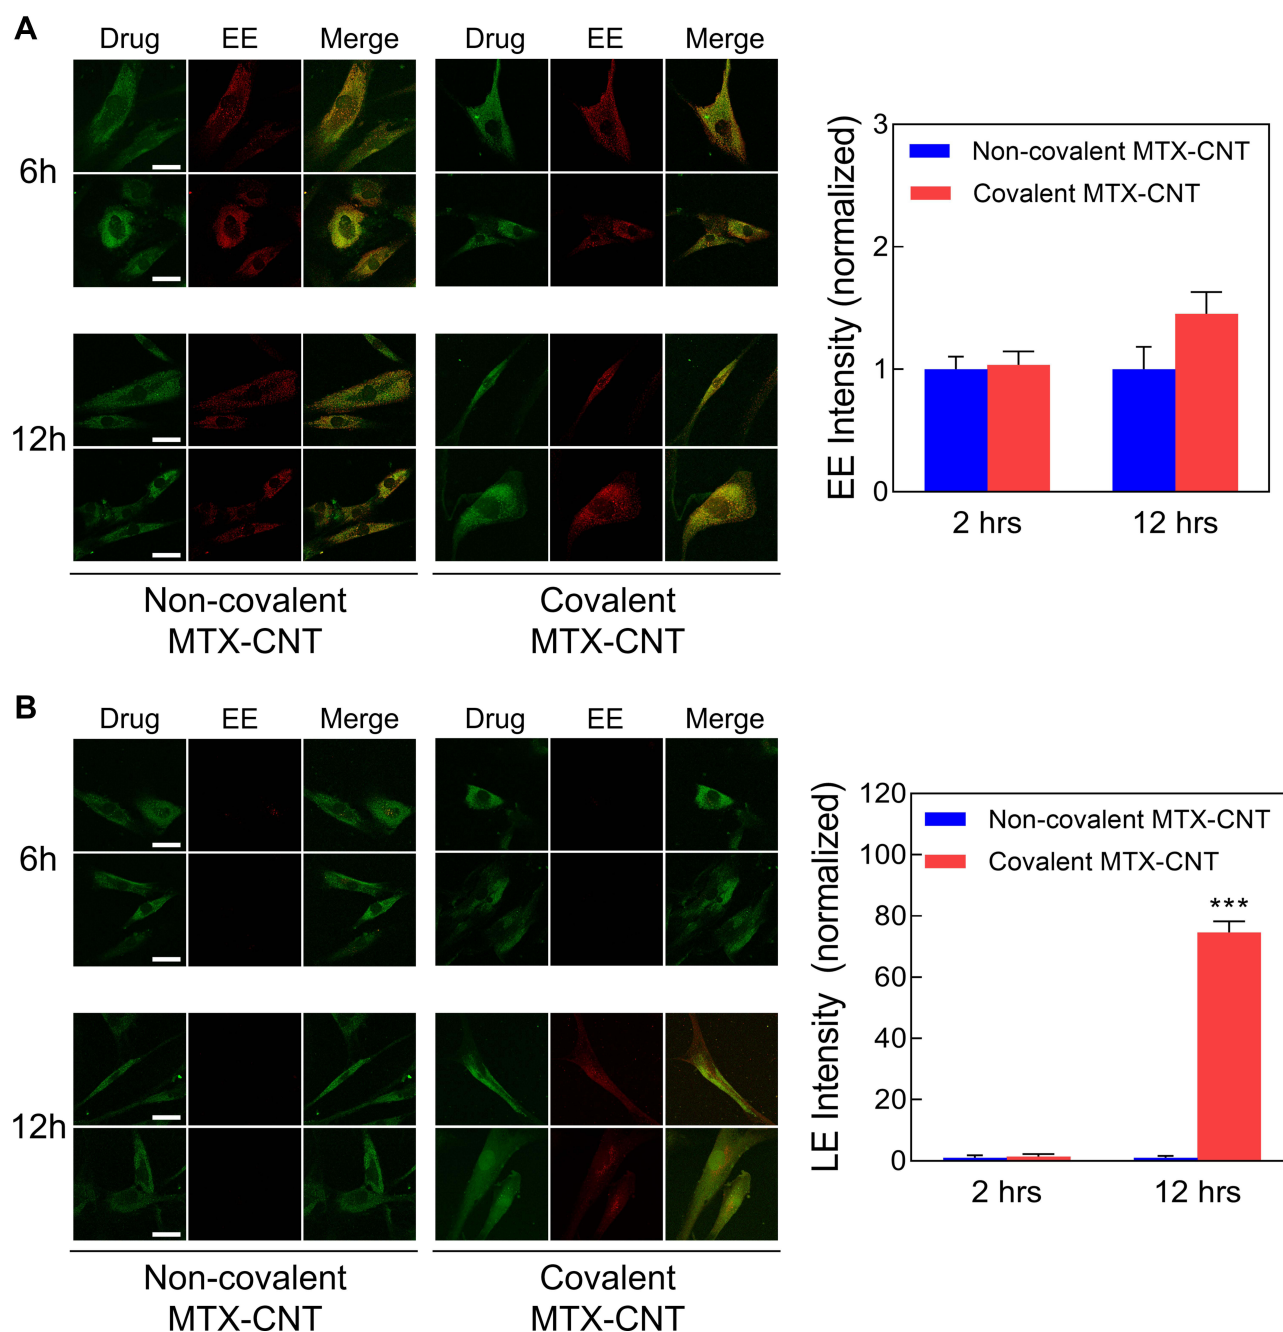 A
Drug EE Merge Drug EE Merge
6h
12h
Non-covalent
MTX-CNT
Covalent
MTX-CNT
EE Intensity (normalized)
3
2
1
0
Non-covalent MTX-CNT
Covalent MTX-CNT
2 hrs 12 hrs
B
Drug EE Merge Drug EE Merge
6h
12h
Non-covalent
MTX-CNT
Covalent
MTX-CNT
LE Intensity (normalized)
120
100
80
60
40
20
0
Non-covalent MTX-CNT
Covalent MTX-CNT
***
2 hrs 12 hrs